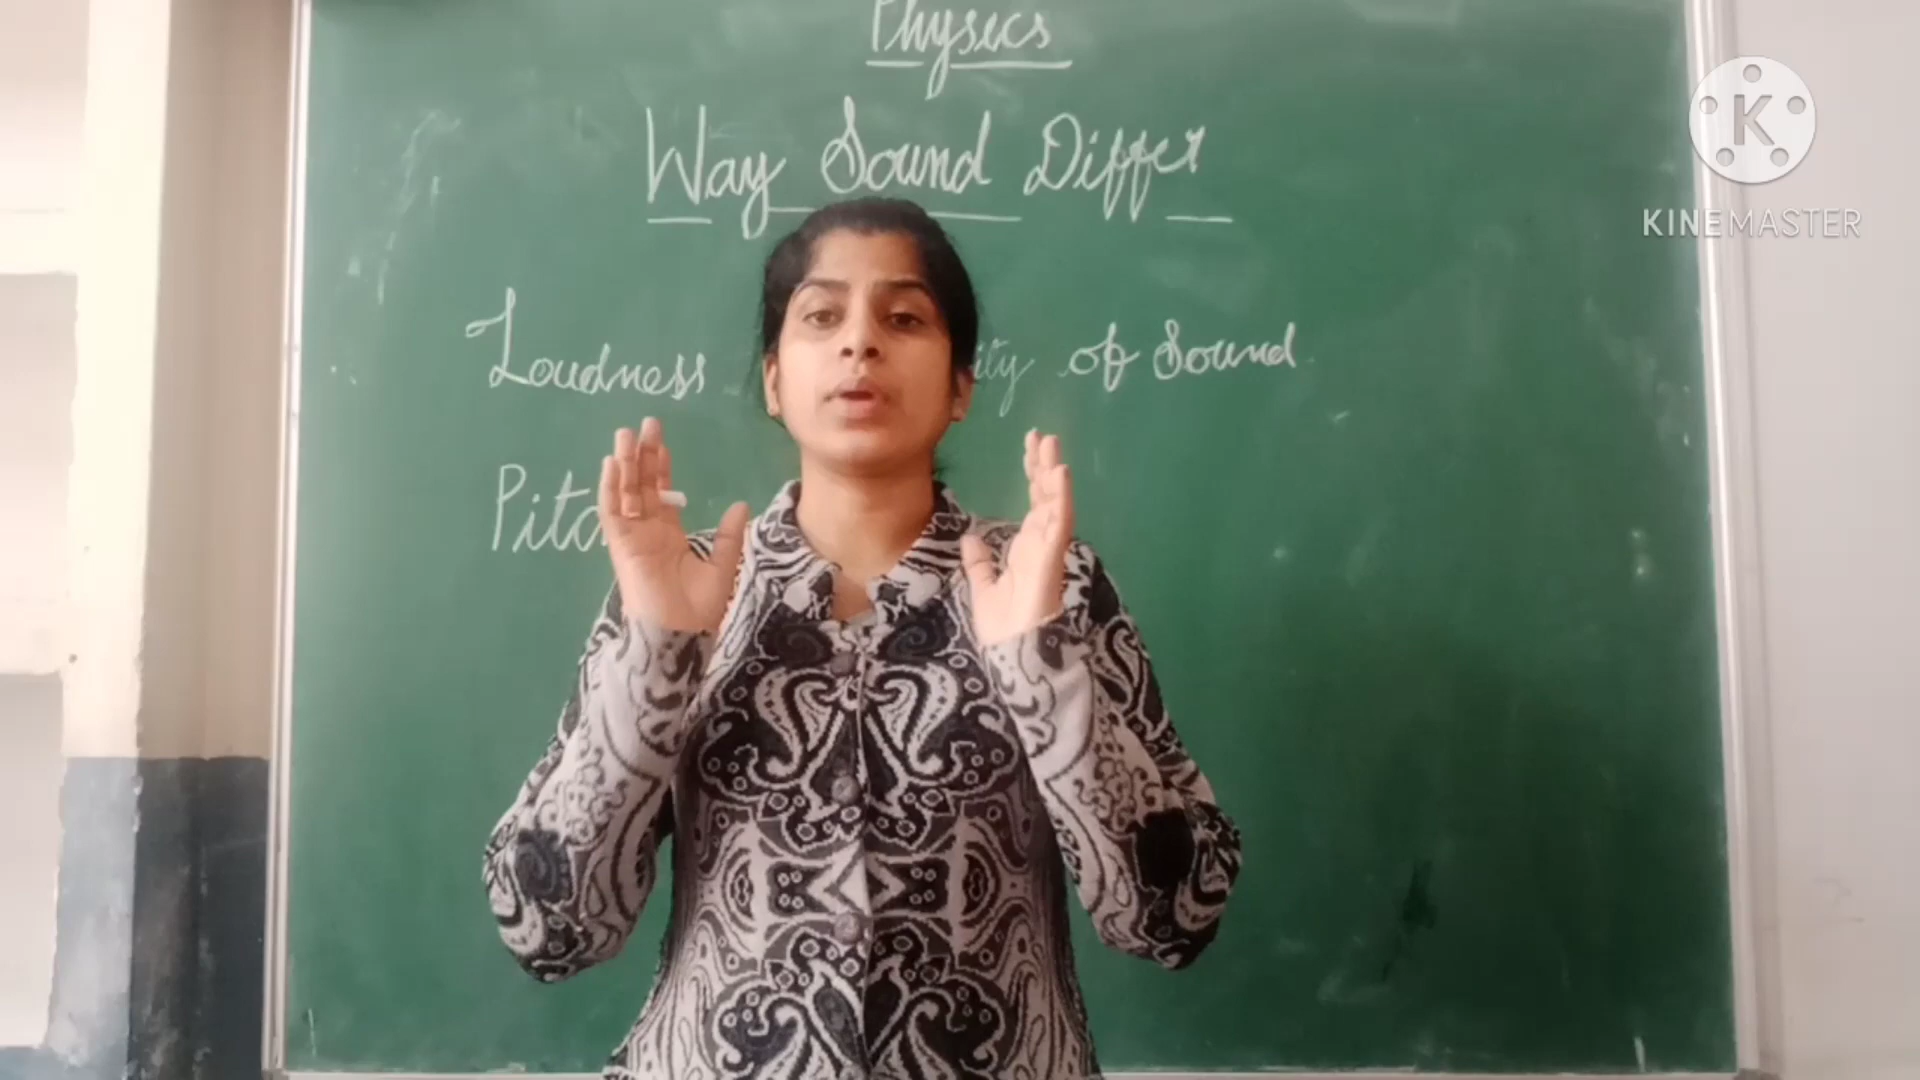 Physics
Way Sound Differ
Loudness of Sound
K
KINEMASTER